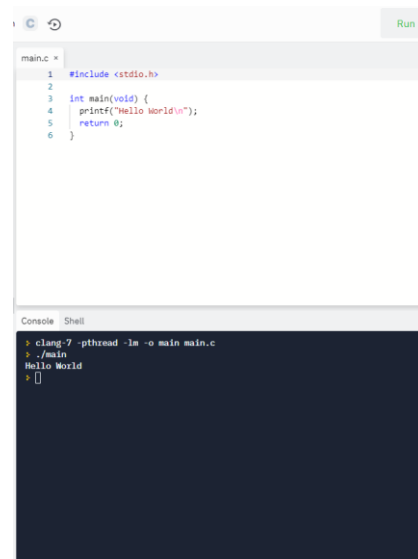 C
Run
main.c ×
1 #include <stdio.h>
2
3 int main(void) {
4   printf("Hello World\n");
5   return 0;
6 }
Console Shell
> clang-7 -pthread -lm -o main main.c
> ./main
Hello World
>